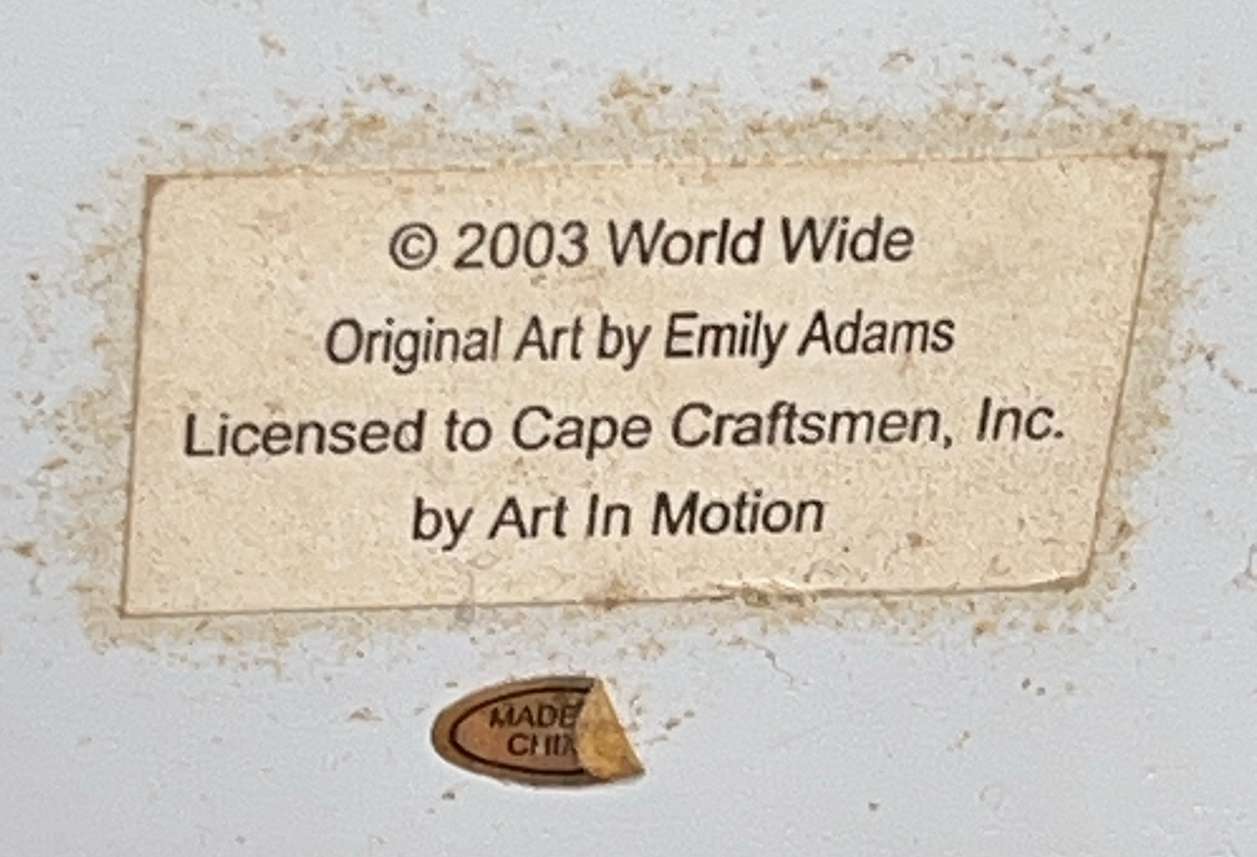 © 2003 World Wide
Original Art by Emily Adams
Licensed to Cape Craftsmen, Inc.
by Art In Motion
MADE